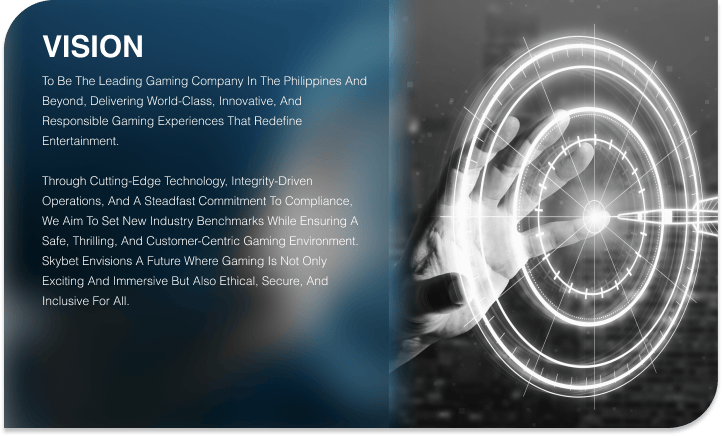 VISION
To Be The Leading Gaming Company In The Philippines And
Beyond, Delivering World-Class, Innovative, And
Responsible Gaming Experiences That Redefine
Entertainment.
Through Cutting-Edge Technology, Integrity-Driven
Operations, And A Steadfast Commitment To Compliance,
We Aim To Set New Industry Benchmarks While Ensuring A
Safe, Thrilling, And Customer-Centric Gaming Environment.
Skybet Envisions A Future Where Gaming Is Not Only
Exciting And Immersive But Also Ethical, Secure, And
Inclusive For All.